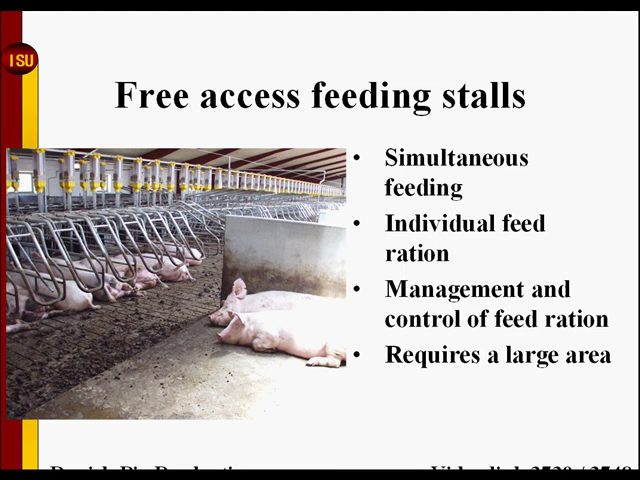 ISU
Free access feeding stalls
• Simultaneous
feeding
• Individual feed
ration
• Management and
control of feed ration
• Requires a large area